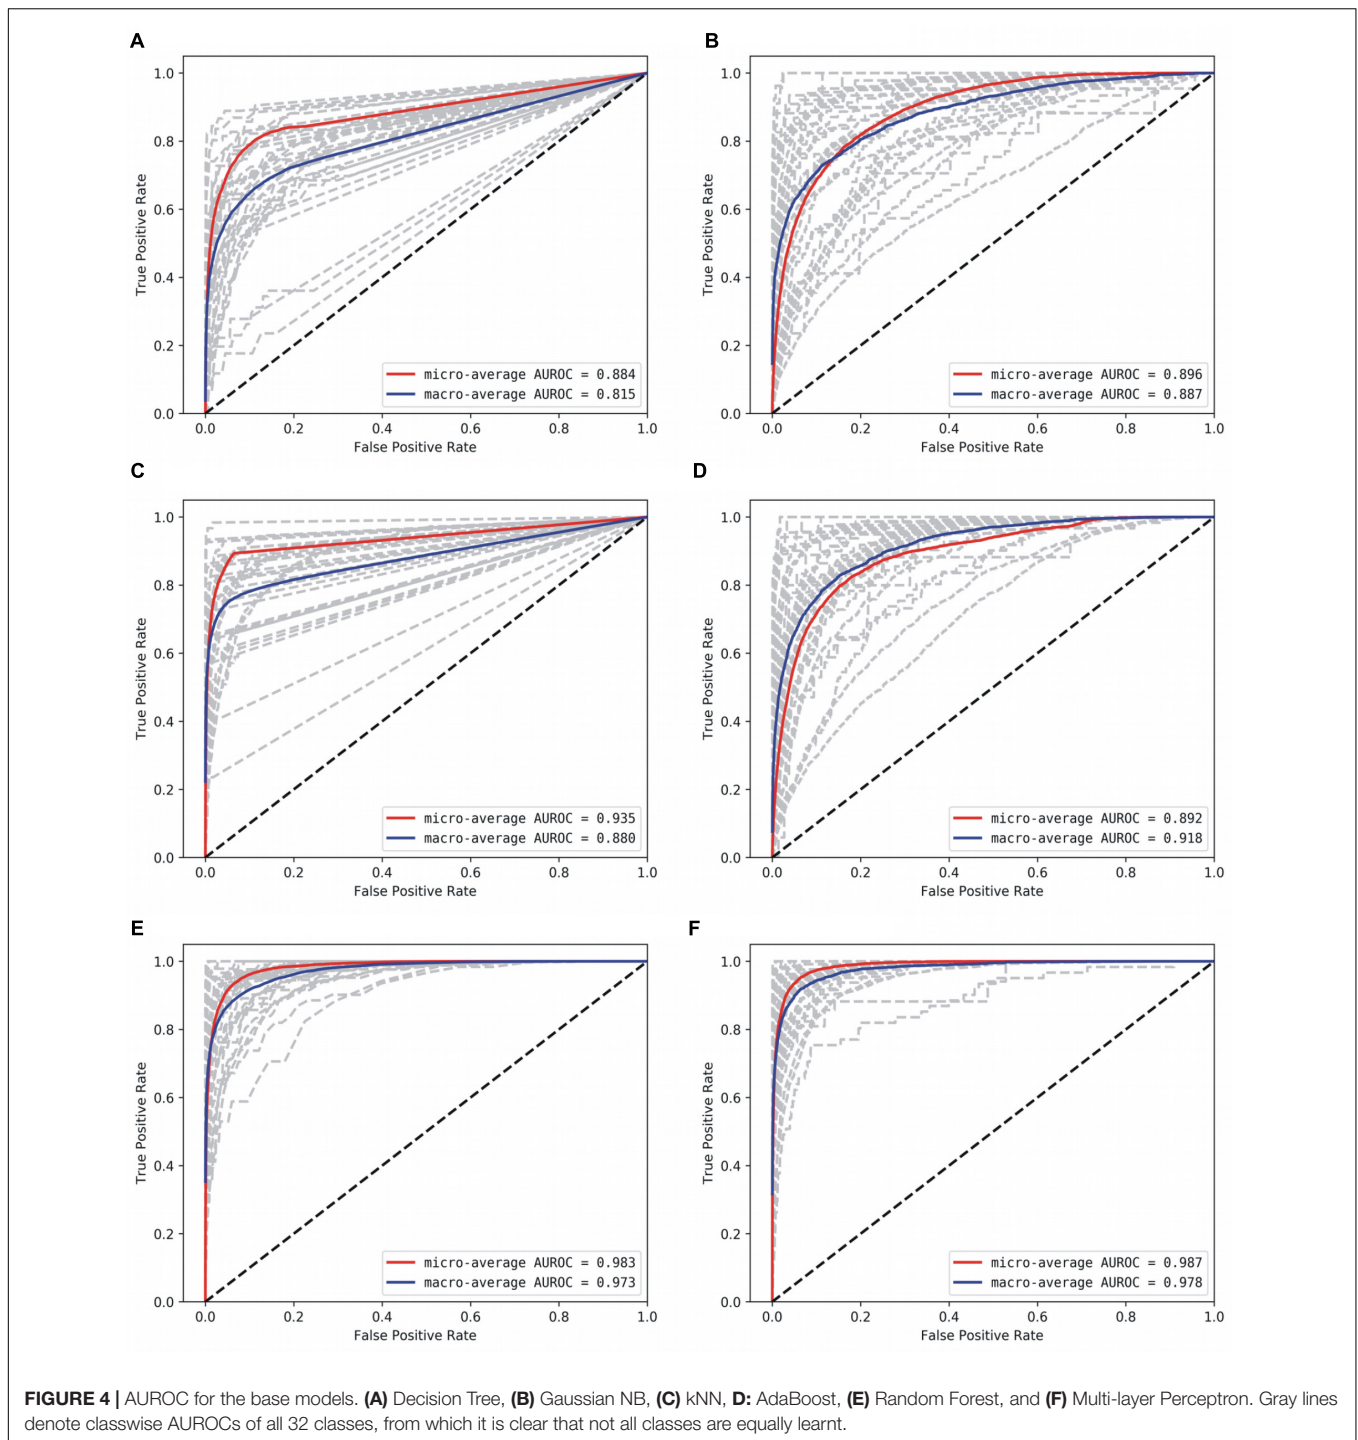 A
B
1.0
0.8
0.6
0.4
0.2
0.0
True Positive Rate
micro-average AUROC = 0.884
macro-average AUROC = 0.815
0.0 0.2 0.4 0.6 0.8 1.0
False Positive Rate
1.0
0.8
0.6
0.4
0.2
0.0
True Positive Rate
micro-average AUROC = 0.896
macro-average AUROC = 0.887
0.0 0.2 0.4 0.6 0.8 1.0
False Positive Rate
C
D
1.0
0.8
0.6
0.4
0.2
0.0
True Positive Rate
micro-average AUROC = 0.935
macro-average AUROC = 0.880
0.0 0.2 0.4 0.6 0.8 1.0
False Positive Rate
1.0
0.8
0.6
0.4
0.2
0.0
True Positive Rate
micro-average AUROC = 0.892
macro-average AUROC = 0.918
0.0 0.2 0.4 0.6 0.8 1.0
False Positive Rate
E
F
1.0
0.8
0.6
0.4
0.2
0.0
True Positive Rate
micro-average AUROC = 0.983
macro-average AUROC = 0.973
0.0 0.2 0.4 0.6 0.8 1.0
False Positive Rate
1.0
0.8
0.6
0.4
0.2
0.0
True Positive Rate
micro-average AUROC = 0.987
macro-average AUROC = 0.978
0.0 0.2 0.4 0.6 0.8 1.0
False Positive Rate
FIGURE 4 | AUROC for the base models. (A) Decision Tree, (B) Gaussian NB, (C) kNN, D: AdaBoost, (E) Random Forest, and (F) Multi-layer Perceptron. Gray lines
denote classwise AUROCs of all 32 classes, from which it is clear that not all classes are equally learnt.